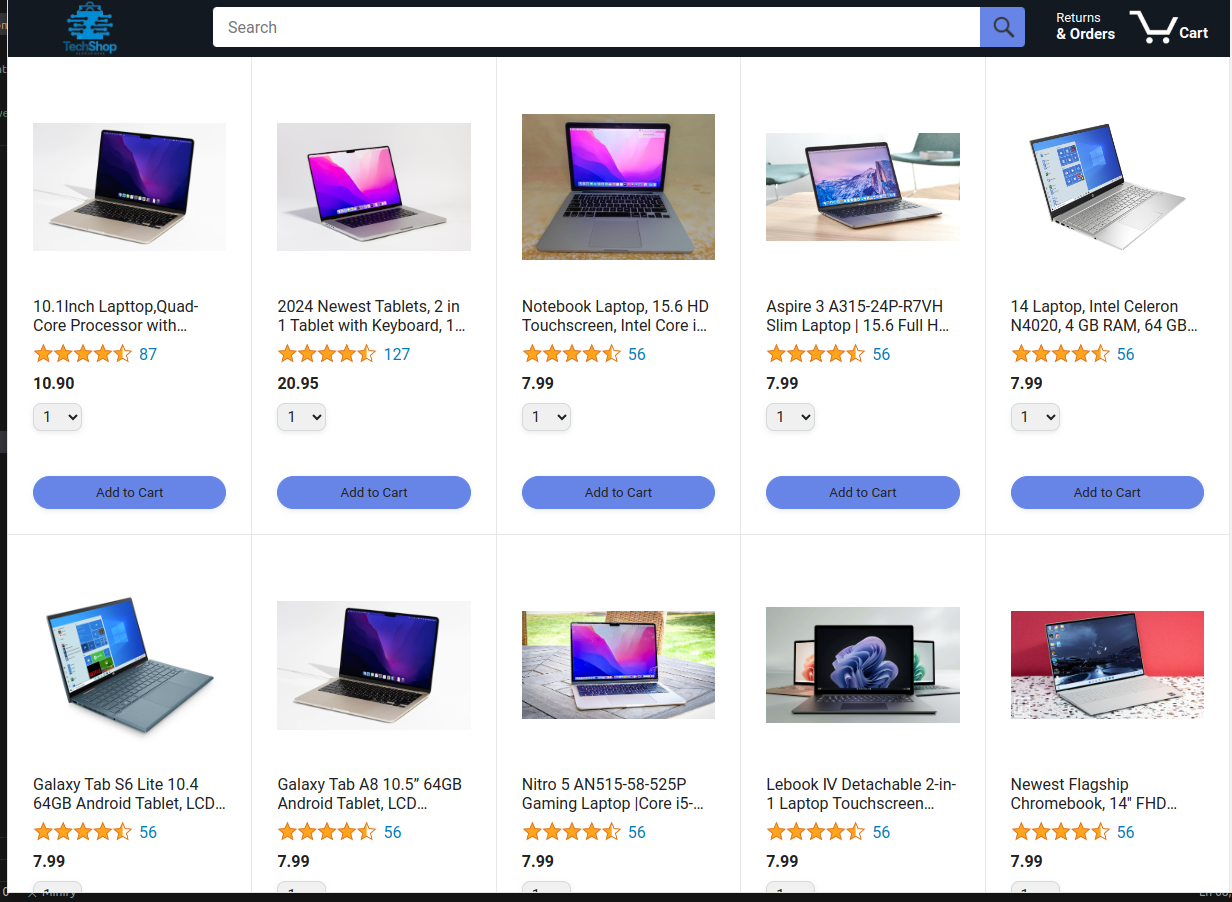 TechShop
Search
Returns
& Orders
Cart
10.1Inch Lapttop,Quad-
Core Processor with...
87
10.90
1
Add to Cart
2024 Newest Tablets, 2 in
1 Tablet with Keyboard, 1...
127
20.95
1
Add to Cart
Notebook Laptop, 15.6 HD
Touchscreen, Intel Core i...
56
7.99
1
Add to Cart
Aspire 3 A315-24P-R7VH
Slim Laptop | 15.6 Full H...
56
7.99
1
Add to Cart
14 Laptop, Intel Celeron
N4020, 4 GB RAM, 64 GB...
56
7.99
1
Add to Cart
Galaxy Tab S6 Lite 10.4
64GB Android Tablet, LCD...
56
7.99
Galaxy Tab A8 10.5” 64GB
Android Tablet, LCD...
56
7.99
Nitro 5 AN515-58-525P
Gaming Laptop |Core i5-...
56
7.99
Lebook IV Detachable 2-in-
1 Laptop Touchscreen...
56
7.99
Newest Flagship
Chromebook, 14" FHD...
56
7.99